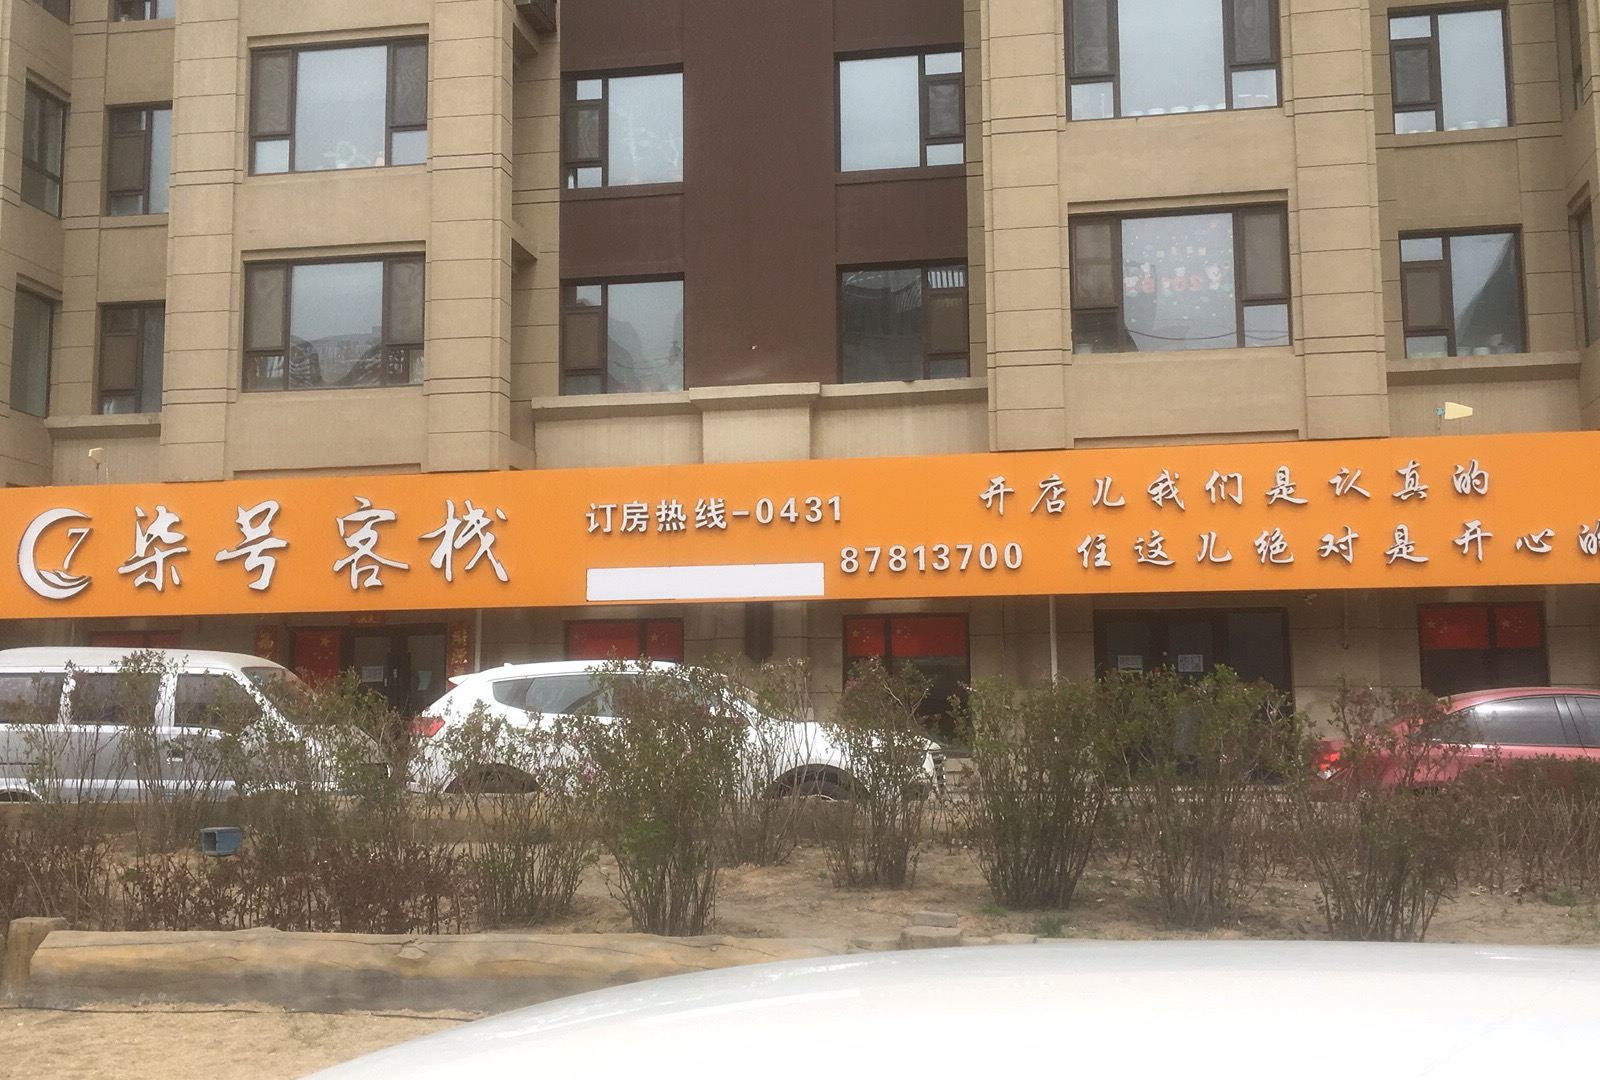 7
柒号客栈
订房热线-0431
87813700
开店儿我们是认真的
住这儿绝对是开心的